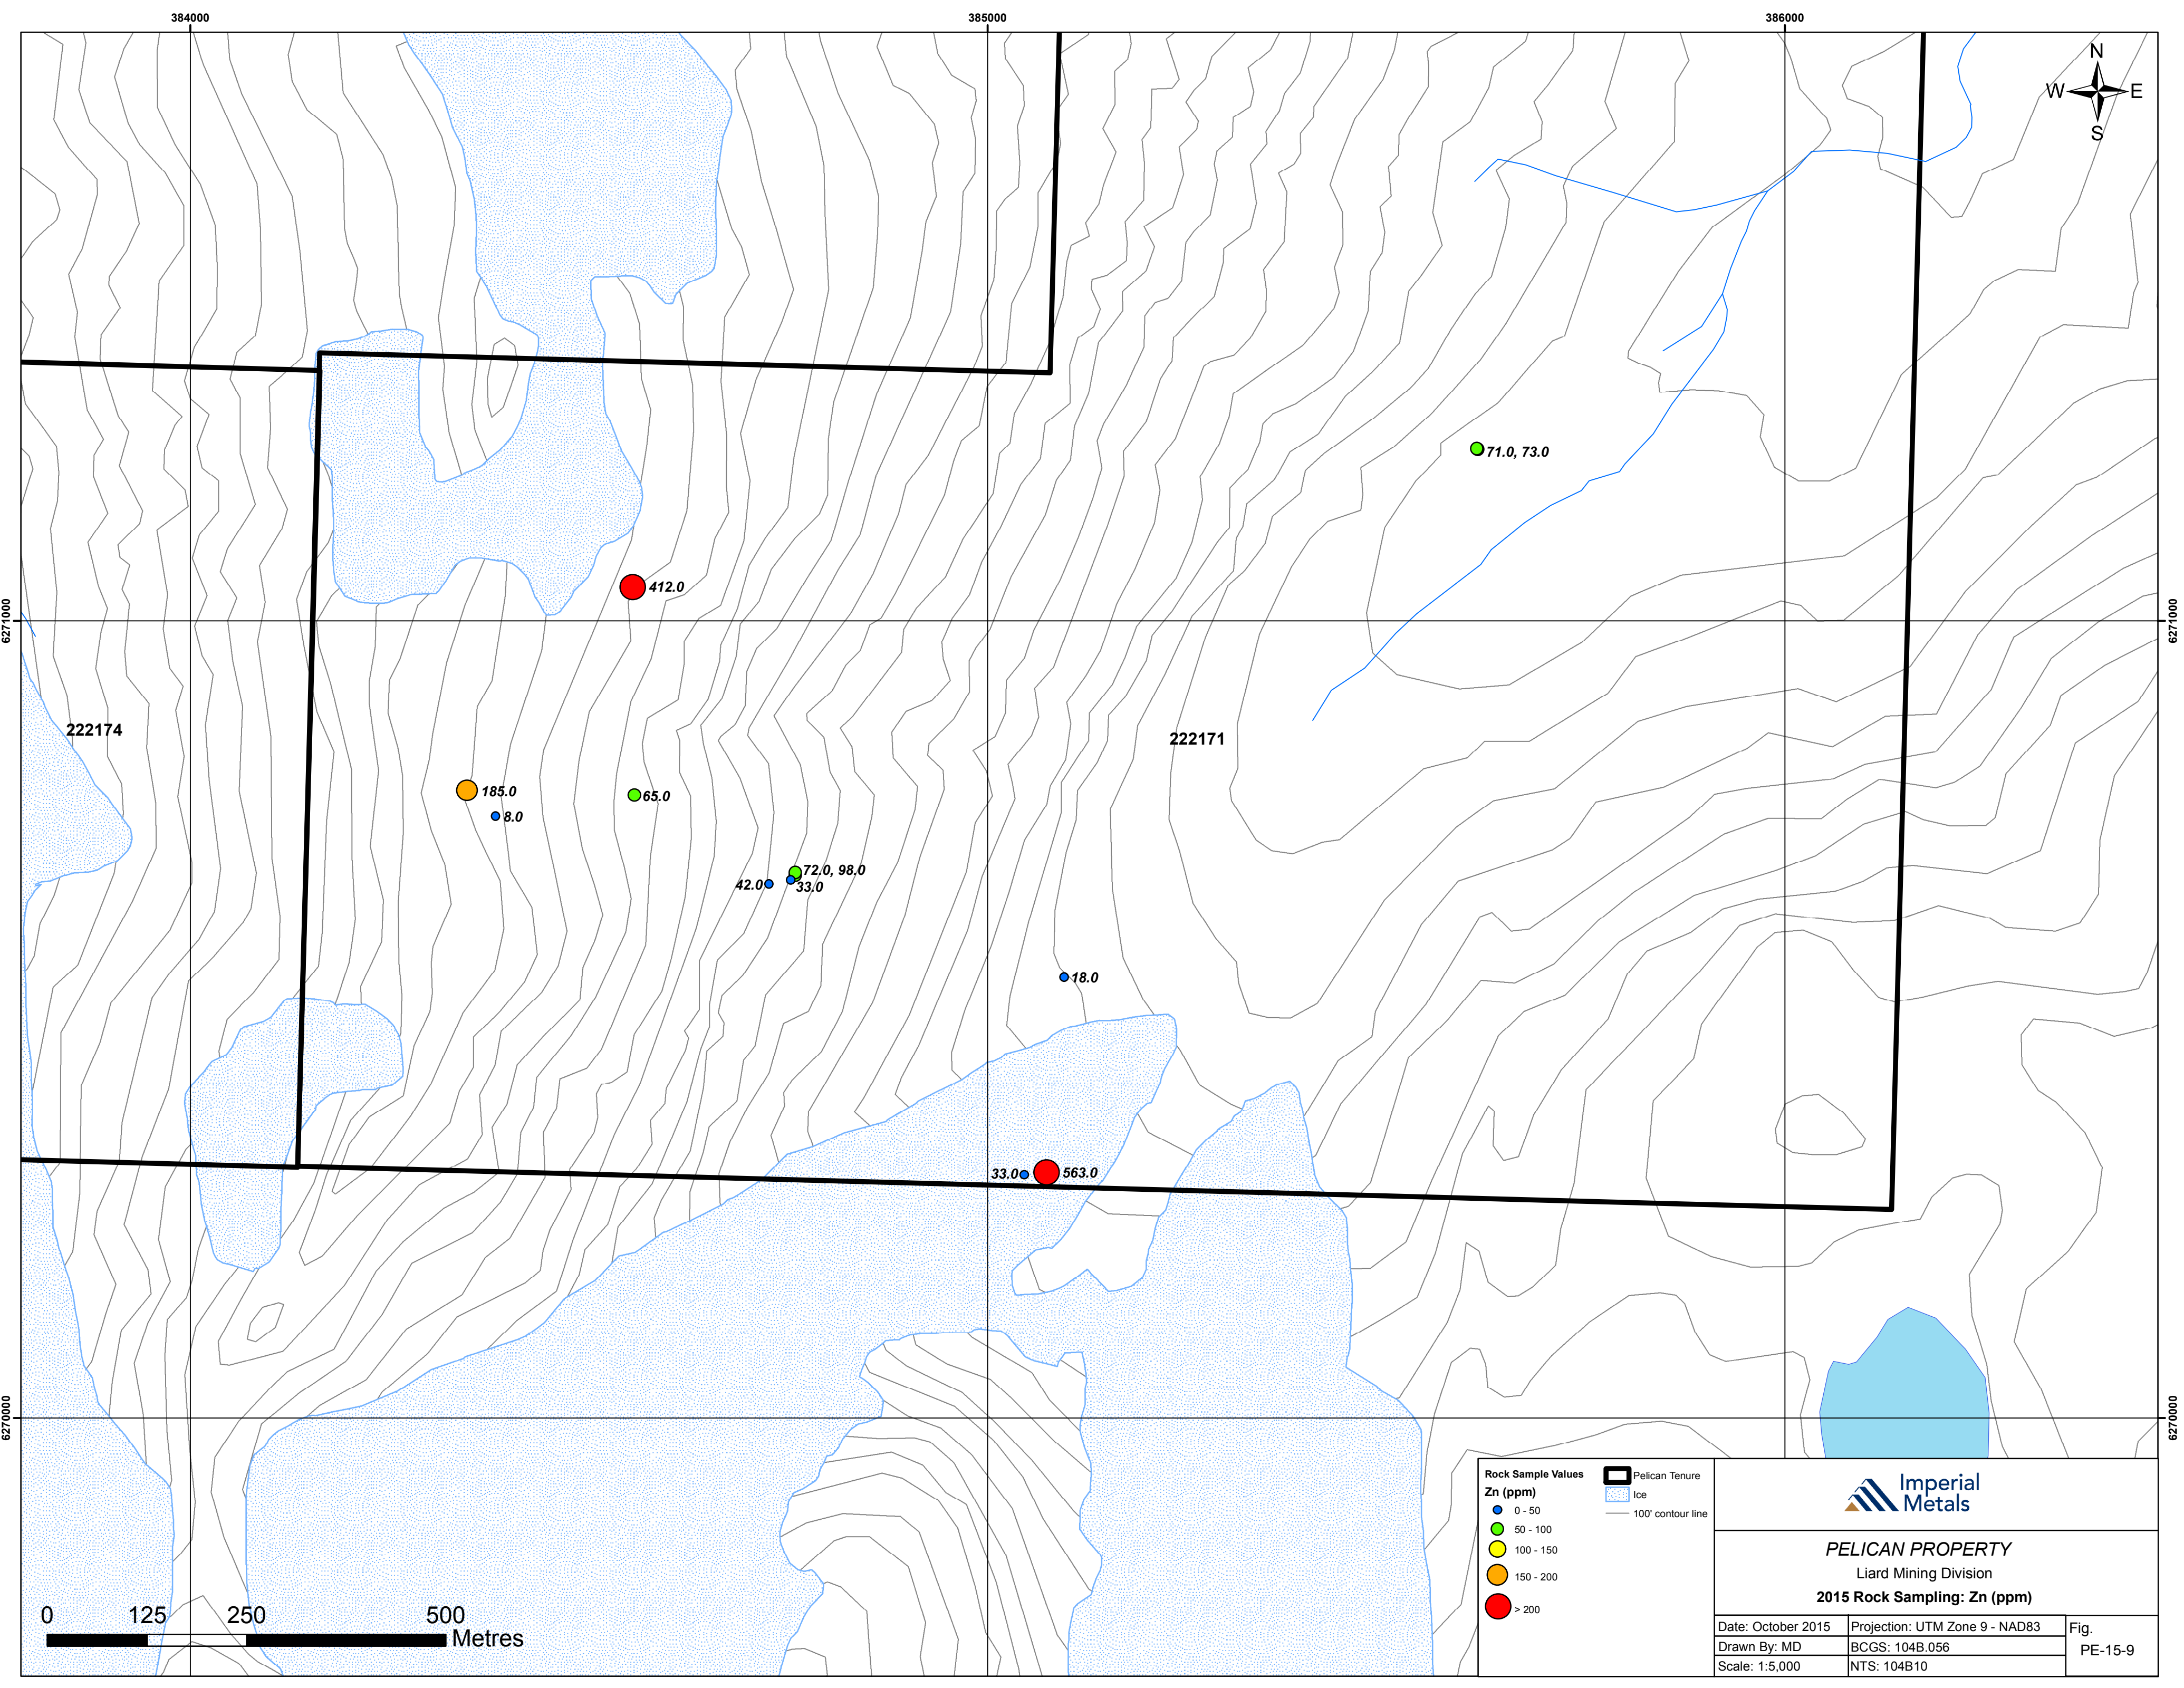 384000
385000
386000
N
W E
S
71.0, 73.0
412.0
6271000
6271000
222174
222171
185.0
65.0
8.0
72.0, 98.0
42.0
33.0
18.0
33.0
563.0
6270000
6270000
Rock Sample Values
Zn (ppm)
0 - 50
50 - 100
100 - 150
150 - 200
> 200
Pelican Tenure
Ice
100' contour line
Imperial
Metals
PELICAN PROPERTY
Liard Mining Division
2015 Rock Sampling: Zn (ppm)
Date: October 2015
Projection: UTM Zone 9 - NAD83
Fig.
Drawn By: MD
BCGS: 104B.056
PE-15-9
Scale: 1:5,000
NTS: 104B10
0 125 250 500
Metres